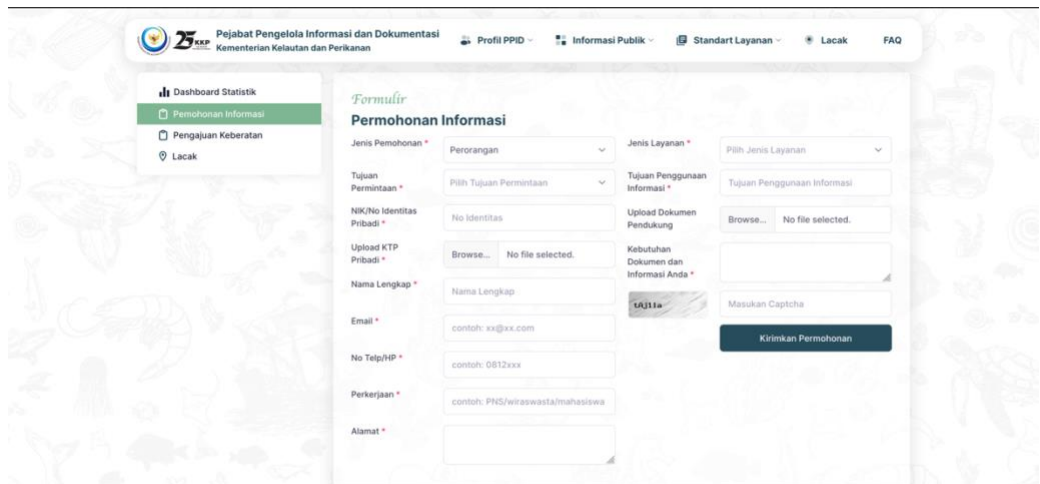 25 KKP
Pejabat Pengelola Informasi dan Dokumentasi
Kementerian Kelautan dan Perikanan
Profil PPID
Informasi Publik
Standart Layanan
Lacak
FAQ
Dashboard Statistik
Pemohonan Informasi
Pengajuan Keberatan
Lacak
Formulir
Permohonan Informasi
Jenis Pemohonan *
Perorangan
Tujuan
Permintaan *
Pilih Tujuan Permintaan
NIK/No Identitas
Pribadi *
No Identitas
Upload KTP
Pribadi *
Browse... No file selected.
Nama Lengkap *
Nama Lengkap
Email *
contoh: xx@xx.com
No Telp/HP *
contoh: 0812xxx
Perkerjaan *
contoh: PNS/wiraswasta/mahasiswa
Alamat *
Jenis Layanan *
Pilih Jenis Layanan
Tujuan Penggunaan
Informasi *
Tujuan Penggunaan Informasi
Upload Dokumen
Pendukung
Browse... No file selected.
Kebutuhan
Dokumen dan
Informasi Anda *
Masukan Captcha
Kirimkan Permohonan